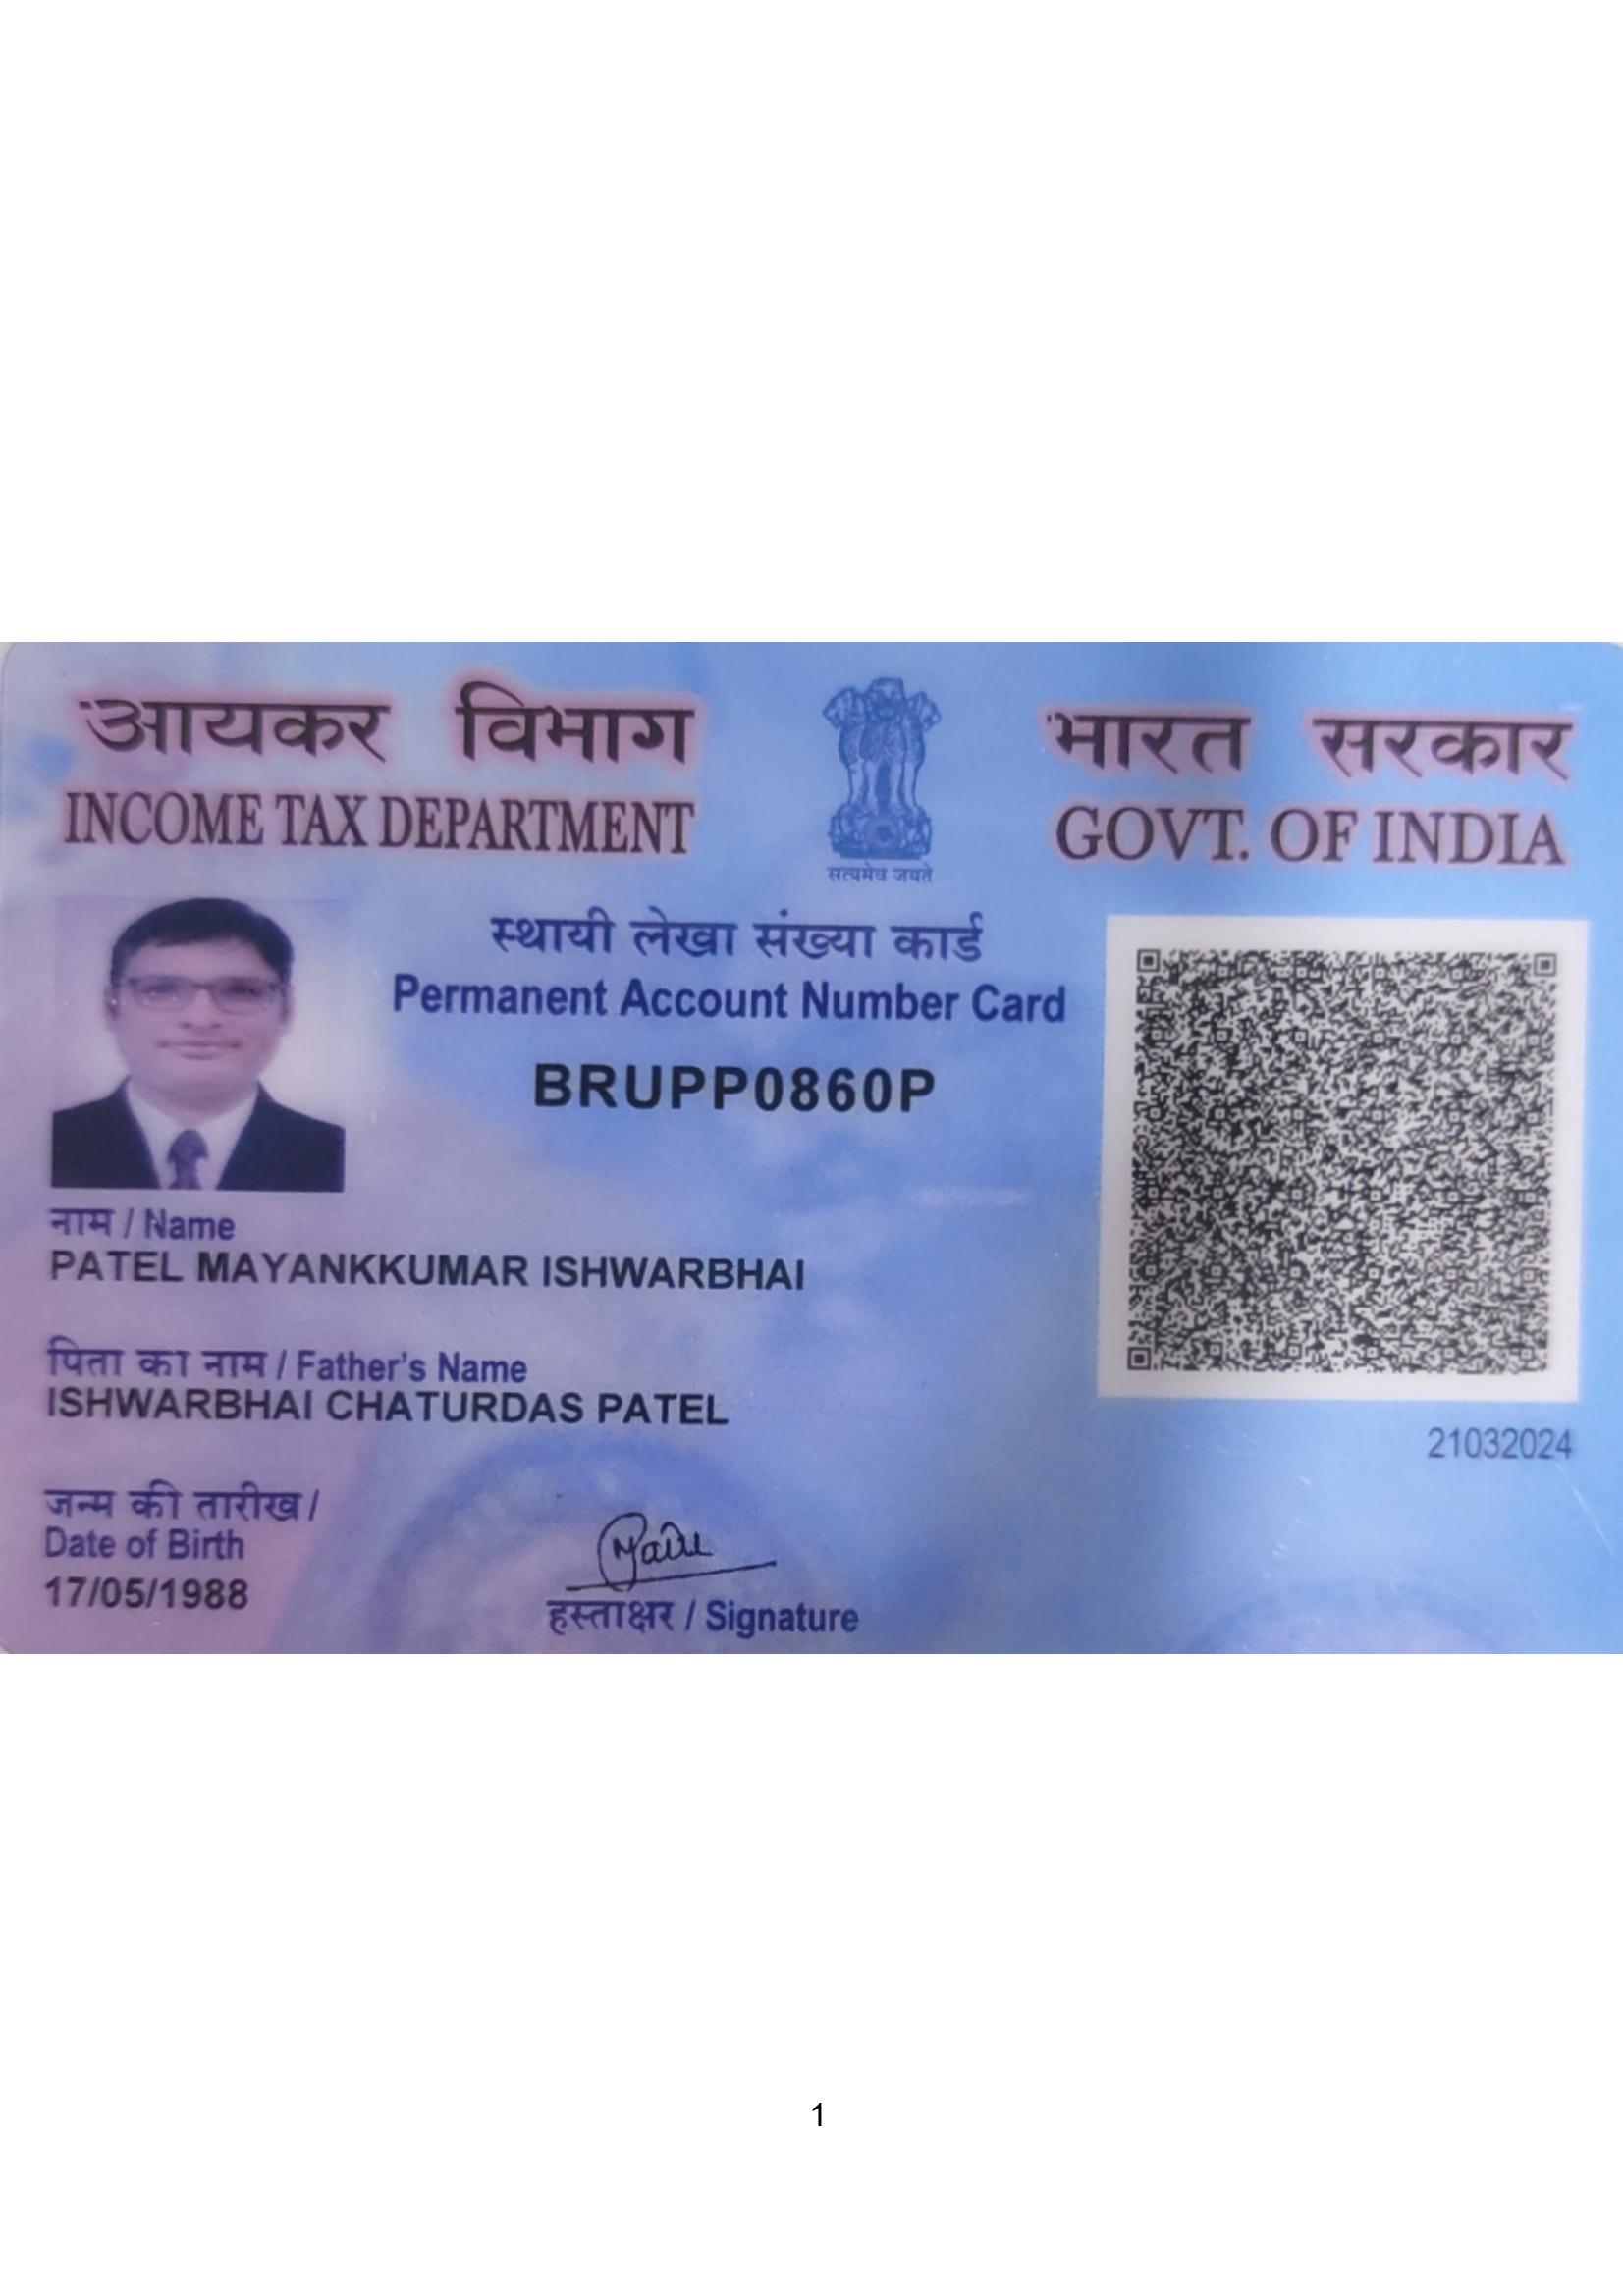 आयकर विभाग
INCOME TAX DEPARTMENT
सत्यमेव जयते
भारत सरकार
GOVT. OF INDIA
स्थायी लेखा संख्या कार्ड
Permanent Account Number Card
BRUPP0860P
नाम / Name
PATEL MAYANKKUMAR ISHWARBHAI
पिता का नाम / Father's Name
ISHWARBHAI CHATURDAS PATEL
21032024
जन्म की तारीख /
Date of Birth
17/05/1988
हस्ताक्षर / Signature
1